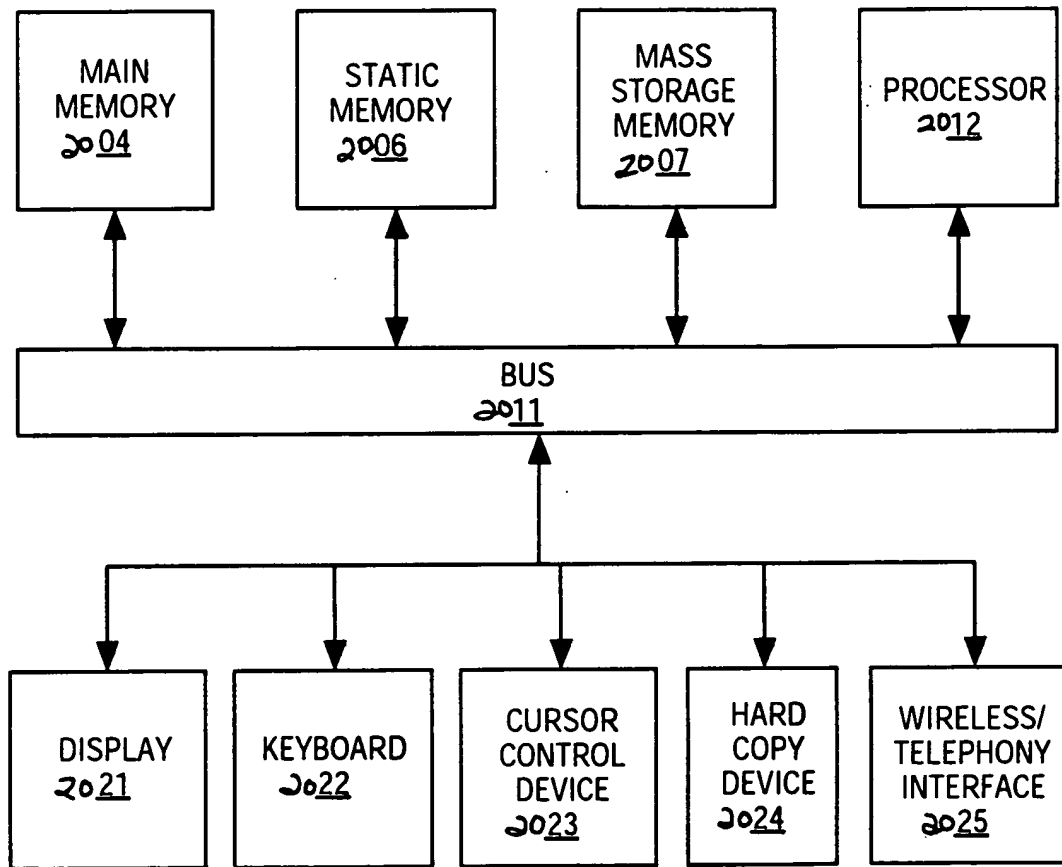 MAIN
MEMORY
2004
STATIC
MEMORY
2006
MASS
STORAGE
MEMORY
2007
PROCESSOR
2012
BUS
2011
DISPLAY
2021
KEYBOARD
2022
CURSOR
CONTROL
DEVICE
2023
HARD
COPY
DEVICE
2024
WIRELESS/
TELEPHONY
INTERFACE
2025